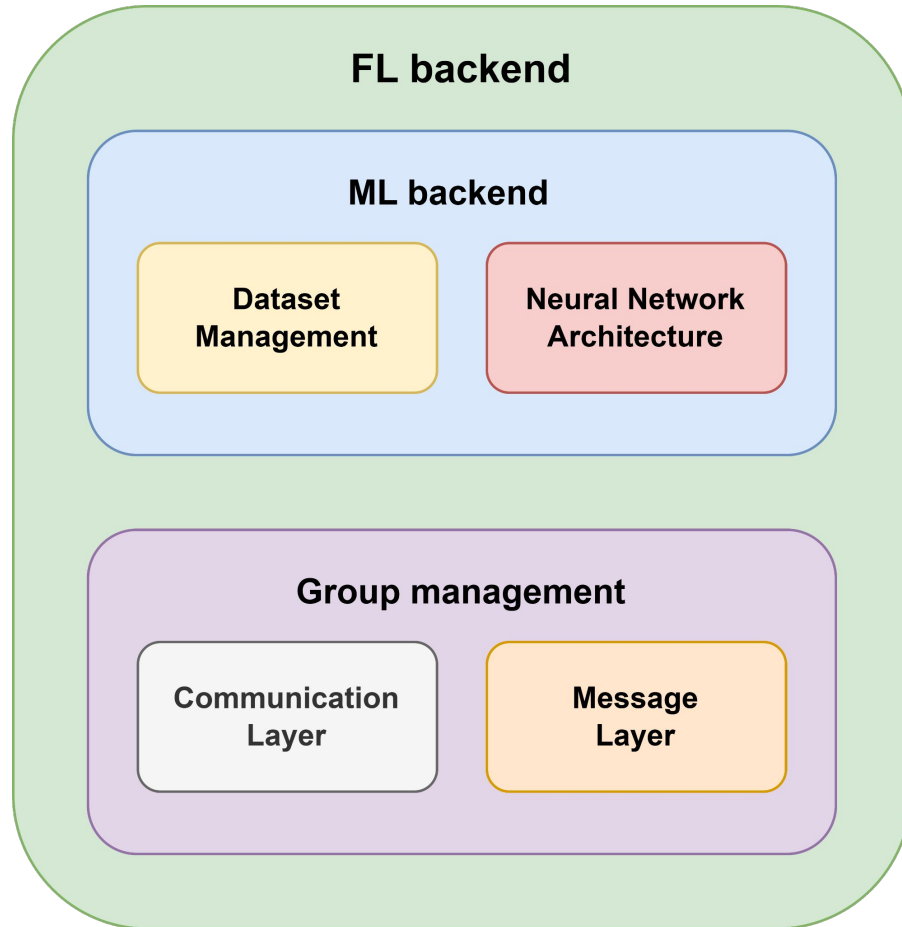 FL backend
ML backend
Dataset
Management
Neural Network
Architecture
Group management
Communication
Layer
Message
Layer